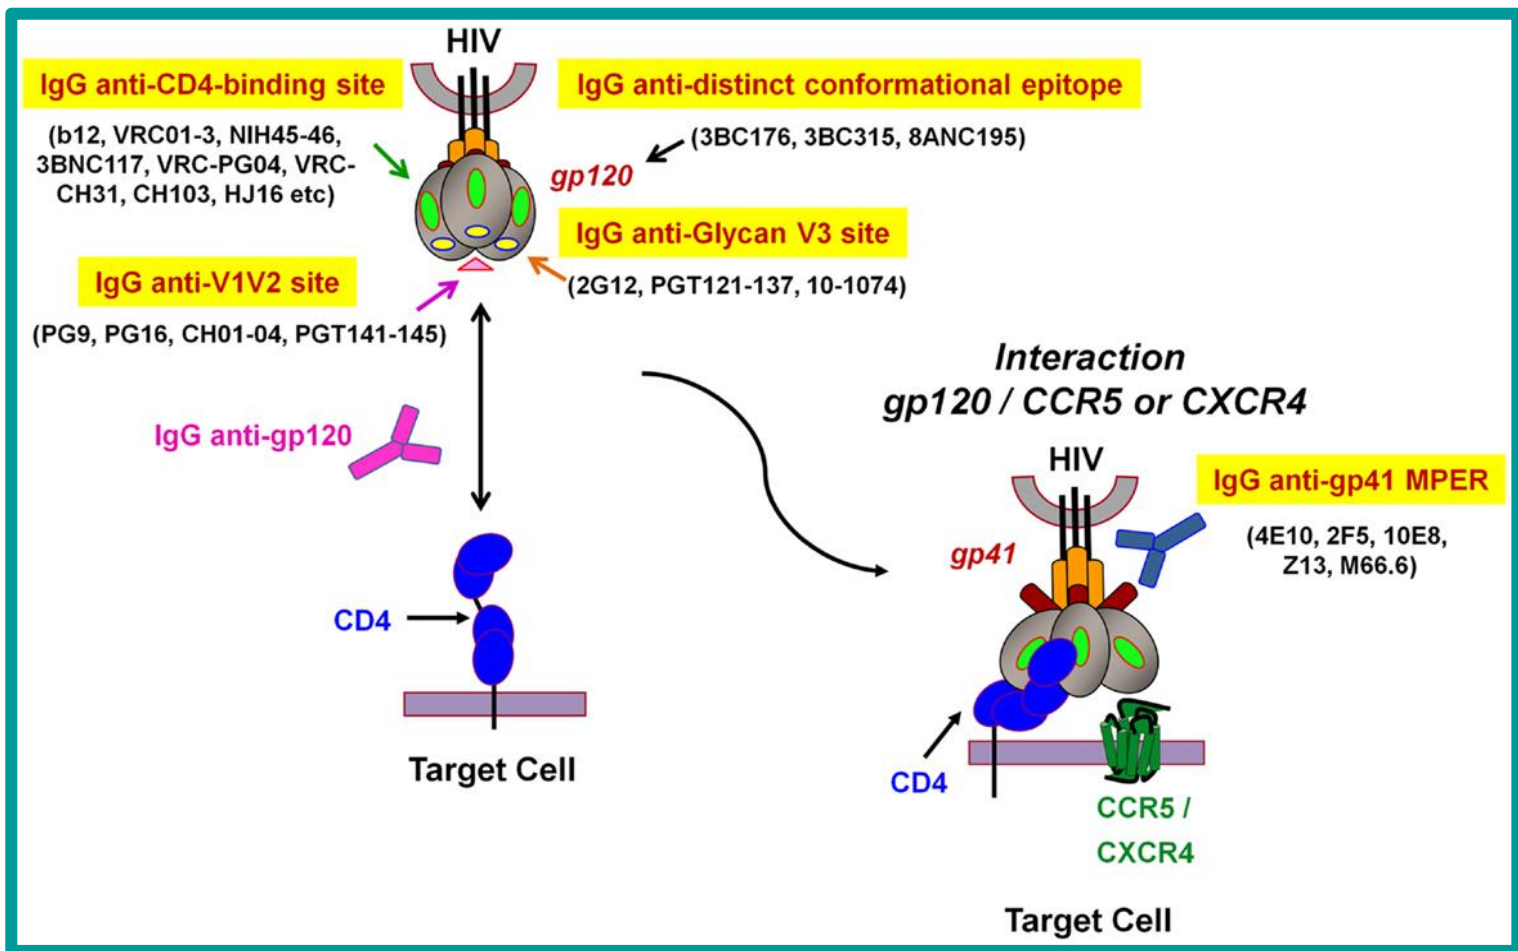 HIV
IgG anti-CD4-binding site
(b12, VRC01-3, NIH45-46,
3BNC117, VRC-PG04, VRC-
CH31, CH103, HJ16 etc)
IgG anti-distinct conformational epitope
(3BC176, 3BC315, 8ANC195)
gp120
IgG anti-Glycan V3 site
(2G12, PGT121-137, 10-1074)
IgG anti-V1V2 site
(PG9, PG16, CH01-04, PGT141-145)
IgG anti-gp120
CD4
Target Cell
Interaction
gp120 / CCR5 or CXCR4
HIV
IgG anti-gp41 MPER
(4E10, 2F5, 10E8,
Z13, M66.6)
gp41
CD4
CCR5 /
CXCR4
Target Cell